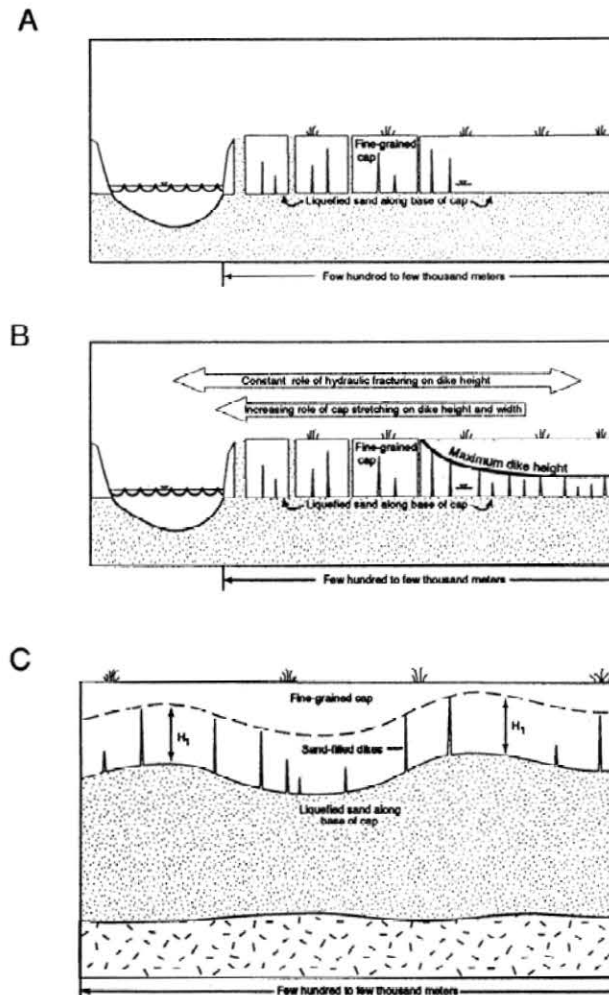 A
Fine-grained
cap
Liquefied sand along base of cap
Few hundred to few thousand meters
B
Constant role of hydraulic fracturing on dike height
Increasing role of cap stretching on dike height and width
Fine-grained
cap
Maximum dike height
Liquefied sand along base of cap
Few hundred to few thousand meters
C
Fine-grained cap
H₁
H₁
Sand-filled dikes
Liquefied sand along
base of cap
Few hundred to few thousand meters